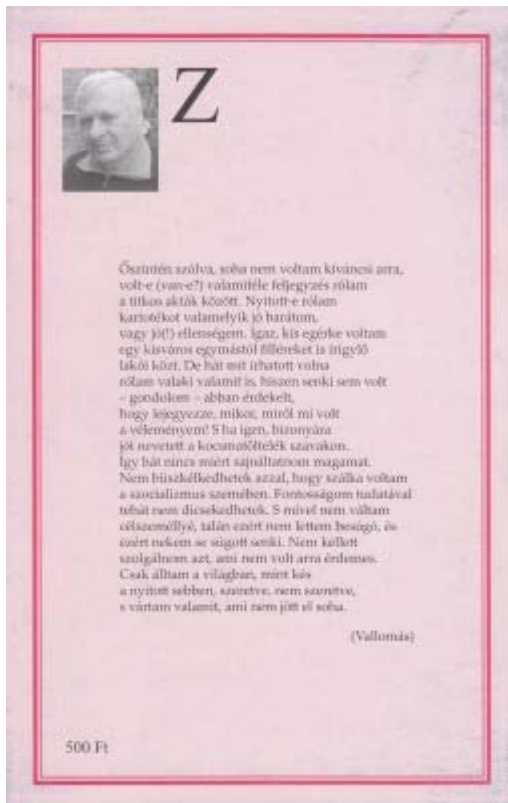 Z
Őszintén szólva, soha nem voltam kíváncsi arra,
volt-e (van-e?) valamiféle feljegyzés rólam
a titkos akták között. Nyitott-e rólam
kartotékot valamelyik jó barátom,
vagy jó(!) ellenségem. Igaz, kis egérke voltam
egy kisváros egymástól filléreket is irigylő
lakói közt. De hát mit írhatott volna
rólam valaki valamit is, hiszen senki sem volt
– gondolom – abban érdekelt,
hogy lejegyezze, mikor, miről mi volt
a véleményem! S ha igen, bizonyára
jót nevetett a kocsmatöltelék szavakon.
Így hát nincs miért sajnáltatnom magamat.
Nem büszkélkedhetek azzal, hogy szálka voltam
a szocializmus szemében. Fontosságom tudatával
tehát nem dicsekedhetek. S mivel nem váltam
célszeméllyé, talán ezért nem lettem besúgó, és
ezért nekem se súgott senki. Nem kellett
szolgálnom azt, ami nem volt arra érdemes.
Csak álltam a világban, mint kés
a nyitott sebben, szeretve, nem szeretve,
s vártam valamit, ami nem jött el soha.
(Vallomás)
500 Ft